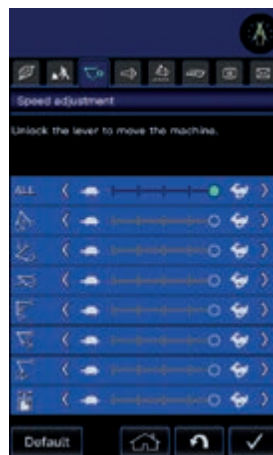 Speed adjustment
Unlock the lever to move the machine.
ALL
Default